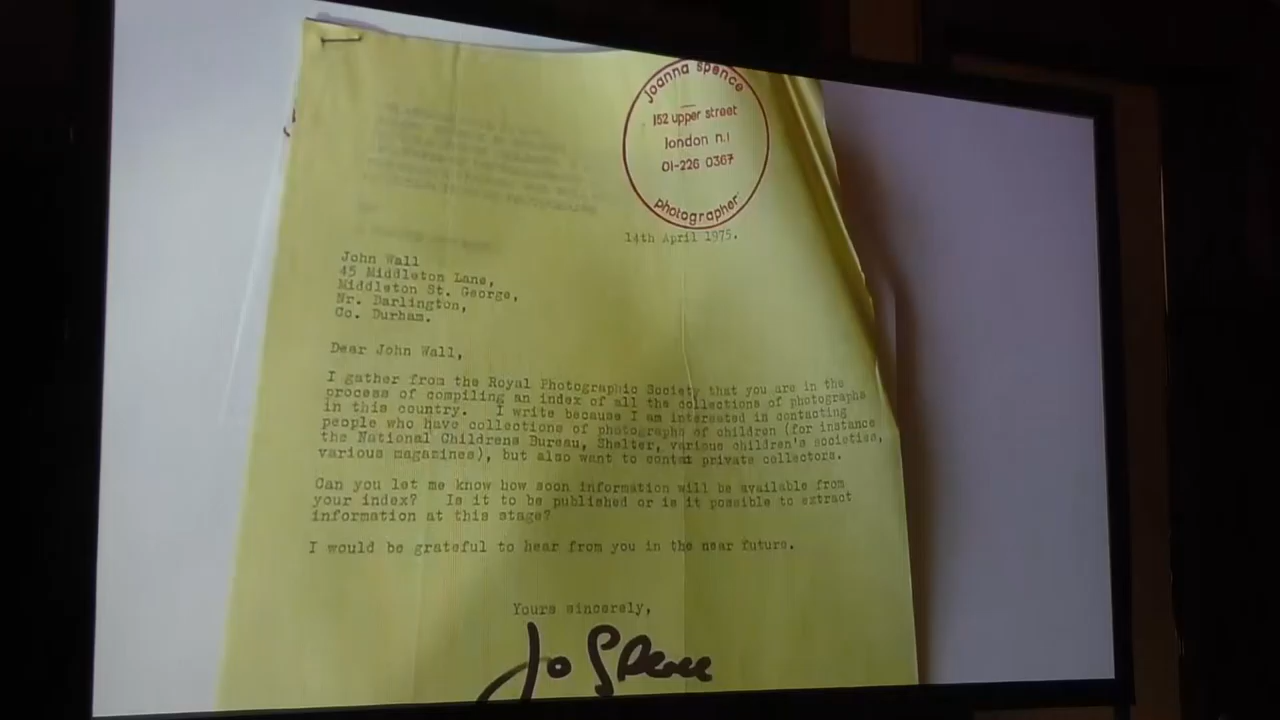 joanna spence
152 upper street
london n.1
01-226 0367
photographer
14th April 1975.
John Wall
45 Middleton Lane,
Middleton St. George,
Nr. Darlington,
Co. Durham.
Dear John Wall,
I gather from the Royal Photographic Society that you are in the
process of compiling an index of all the collections of photographs
in this country. I write because I am interested in contacting
people who have collections of photographs of children (for instance
the National Childrens Bureau, Shelter, various children's societies,
various magazines), but also want to contat private collectors.
Can you let me know how soon information will be available from
your index? Is it to be published or is it possible to extract
information at this stage?
I would be grateful to hear from you in the near future.
Yours sincerely,
Jo Spence